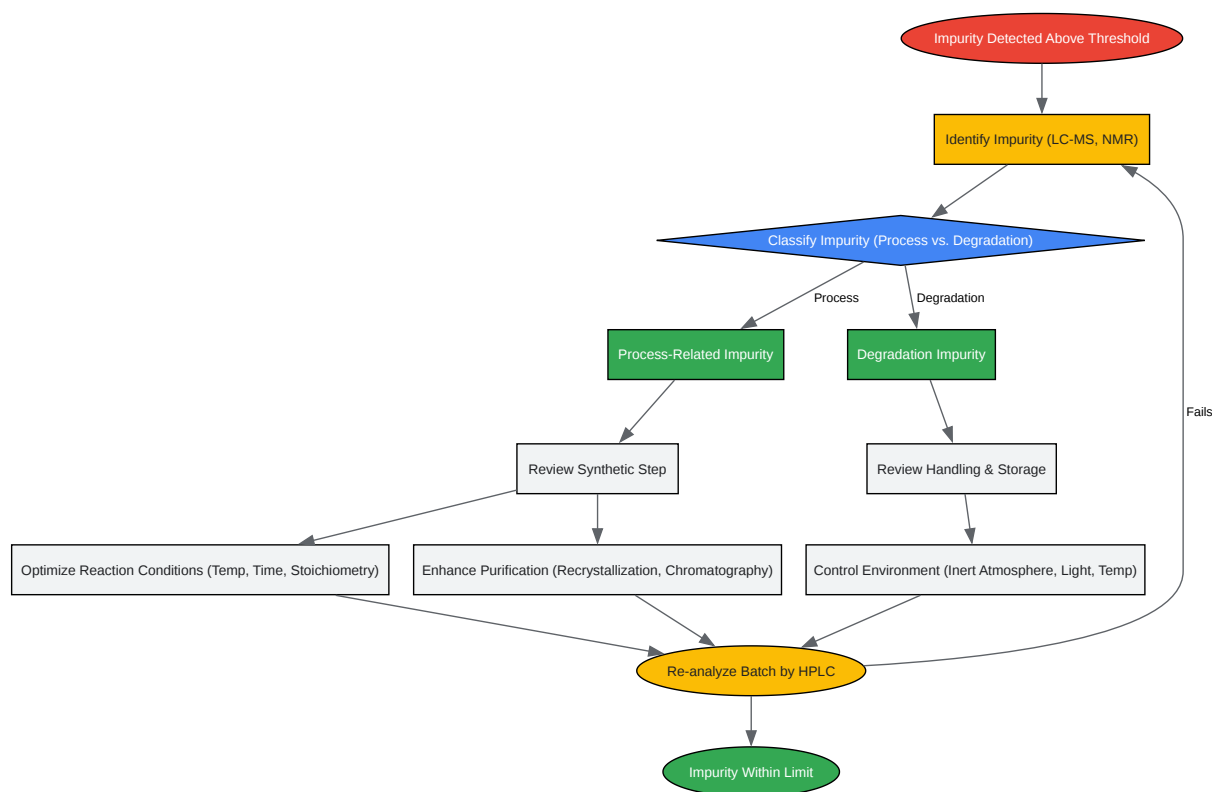 Impurity Detected Above Threshold
Identify Impurity (LC-MS, NMR)
Classify Impurity (Process vs. Degradation)
Process
Degradation
Process-Related Impurity
Degradation Impurity
Fails
Review Synthetic Step
Review Handling & Storage
Optimize Reaction Conditions (Temp, Time, Stoichiometry)
Enhance Purification (Recrystallization, Chromatography)
Control Environment (Inert Atmosphere, Light, Temp)
Re-analyze Batch by HPLC
Impurity Within Limit